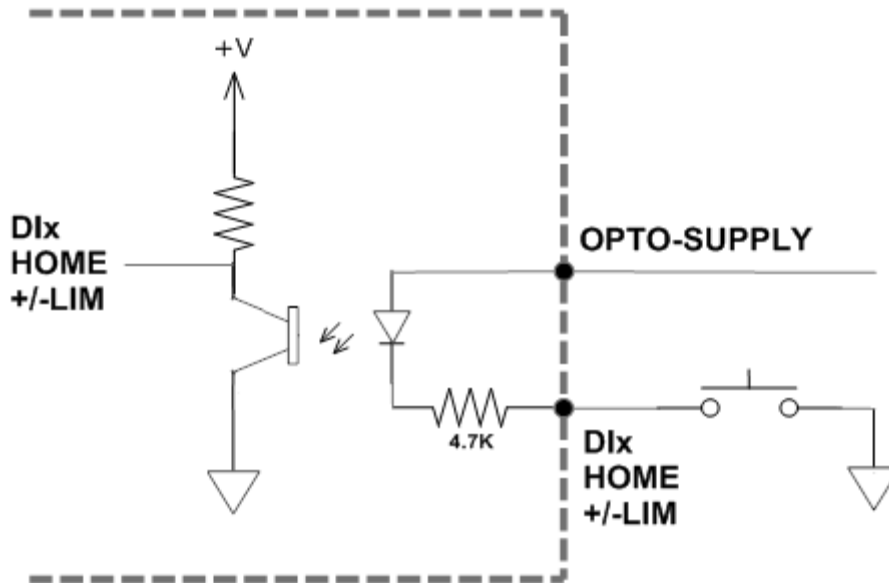 +V
DIx
HOME
+/-LIM
OPTO-SUPPLY
4.7K
DIx
HOME
+/-LIM